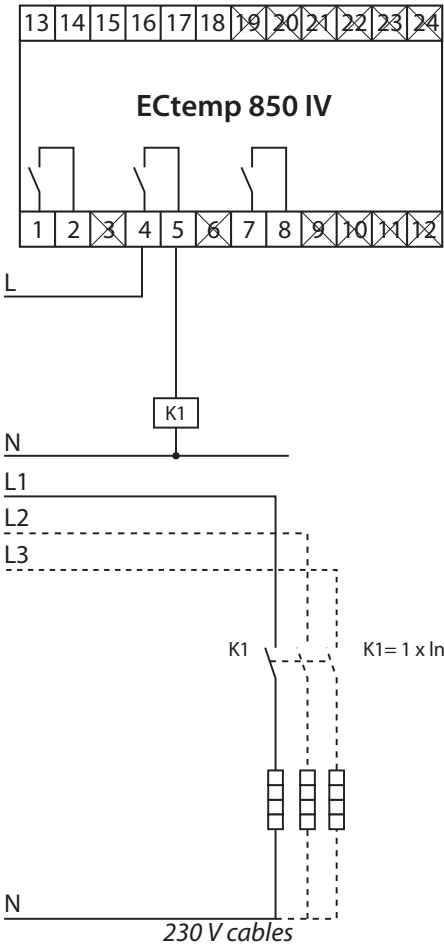 13 14 15 16 17 18 19 20 21 22 23 24
ECtemp 850 IV
1 2 3 4 5 6 7 8 9 10 11 12
L
K1
N
L1
L2
L3
K1 K1= 1 x ln
N
230 V cables